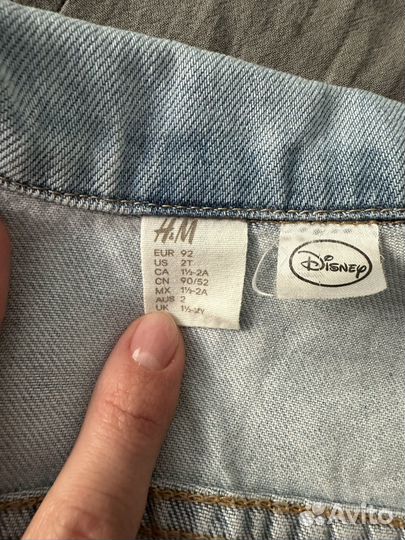 H&M
EUR 92
US 2T
CA 1½-2A
CN 90/52
MX 1½-2A
AUS 2
UK 1½-2Y
Disney
Avito